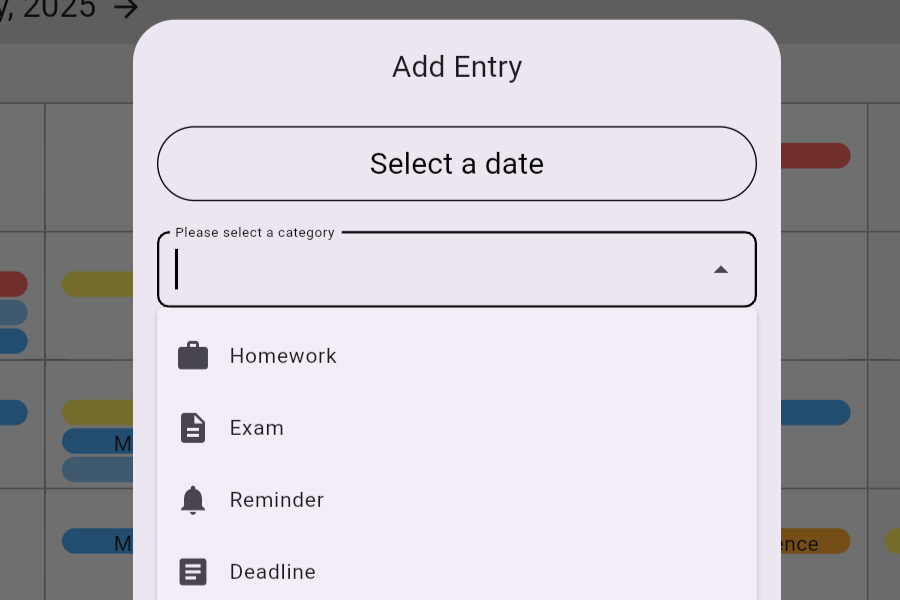 , 2025 →
Add Entry
Select a date
Please select a category
Homework
Exam
Reminder
M
Deadline
M
ence